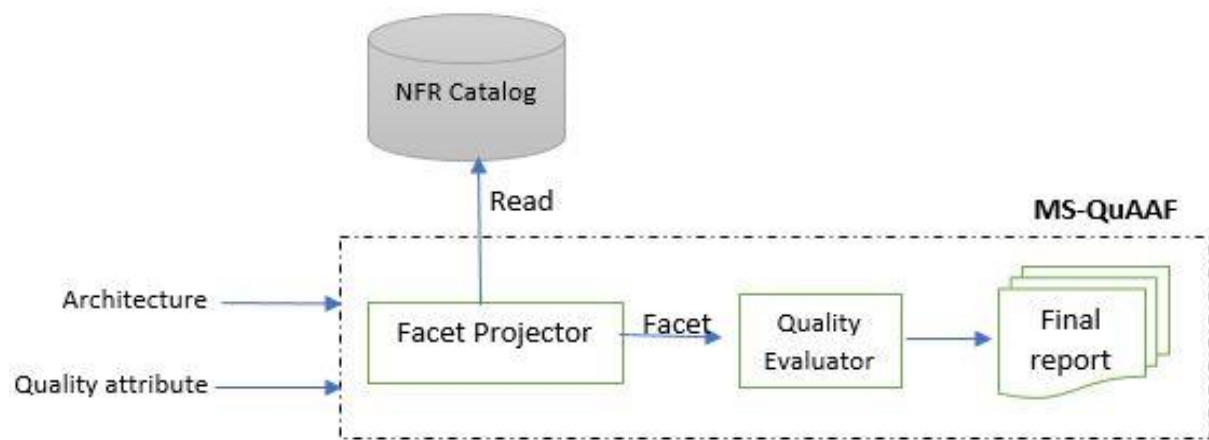 NFR Catalog
Read
MS-QuAAF
Architecture
Quality attribute
Facet Projector
Facet
Quality
Evaluator
Final
report